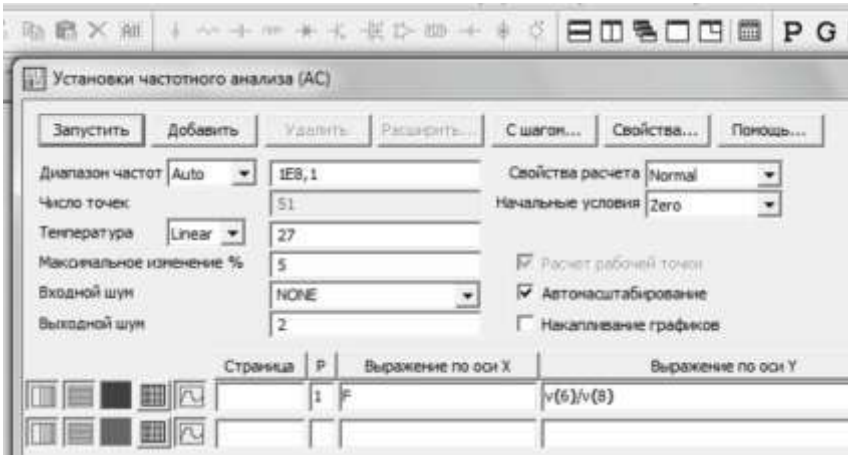 All P G
Установки частотного анализа (AC)
Запустить Добавить Удалить Расширить... С шагом... Свойства... Помощь...
Диапазон частот Auto 1E8,1 Свойства расчета Normal
Число точек 51 Начальные условия Zero
Температура Linear 27
Максимальное изменение % 5 Расчет рабочей точки
Входной шум NONE Автомасштабирование
Выходной шум 2 Накапливание графиков
Страница P Выражение по оси X Выражение по оси Y
1 F v(6)/v(8)